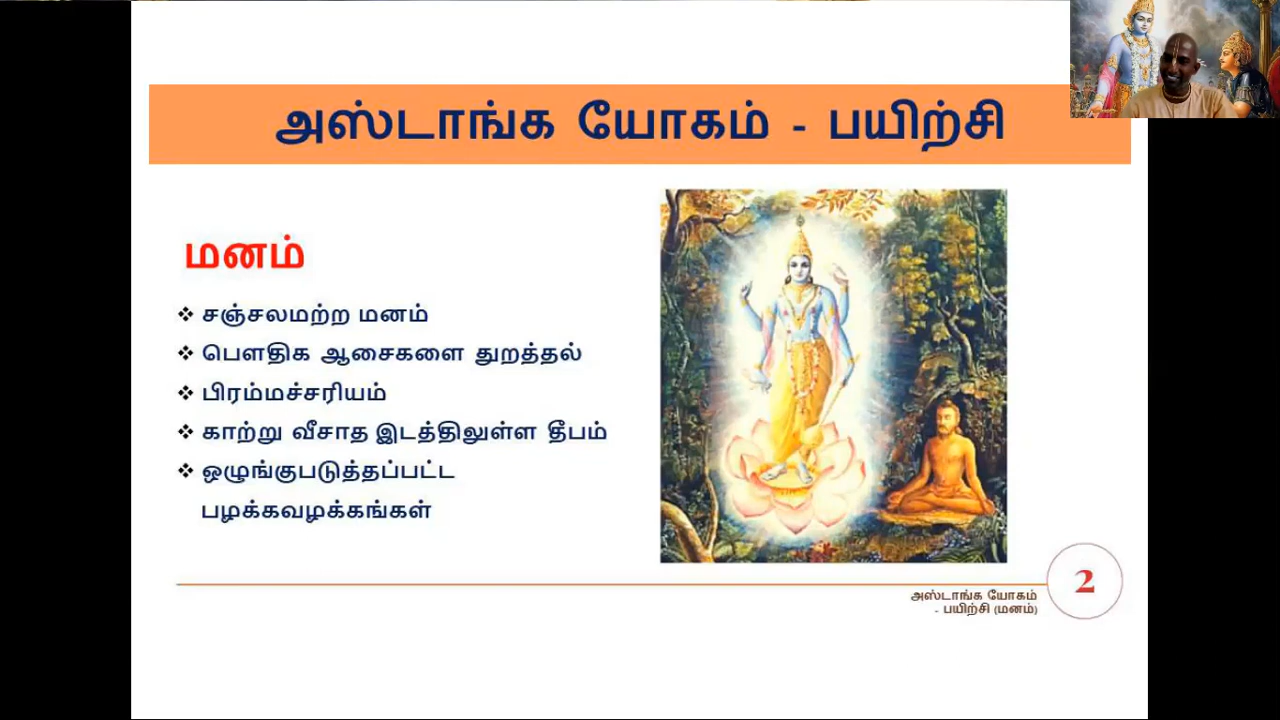 அஸ்டாங்க யோகம் - பயிற்சி
மனம்
❖ சஞ்சலமற்ற மனம்
❖ பௌதிக ஆசைகளை துறத்தல்
❖ பிரம்மச்சரியம்
❖ காற்று வீசாத இடத்திலுள்ள தீபம்
❖ ஒழுங்குபடுத்தப்பட்ட
பழக்கவழக்கங்கள்
2
அஸ்டாங்க யோகம்
- பயிற்சி (மனம்)